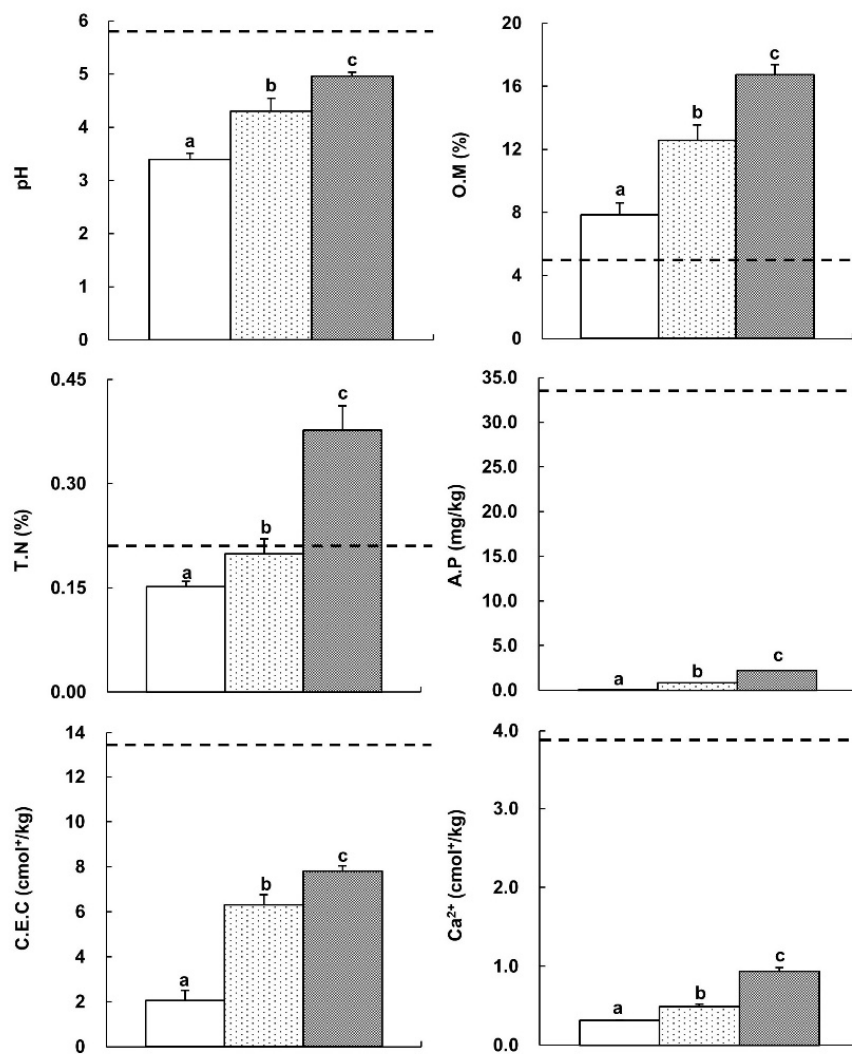 6
5
4
3
2
1
0
pH
a
b
c
20
16
12
8
4
0
O.M (%)
a
b
c
0.45
0.30
0.15
0.00
T.N (%)
a
b
c
35.0
30.0
25.0
20.0
15.0
10.0
5.0
0.0
A.P (mg/kg)
a
b
c
14
12
10
8
6
4
2
0
C.E.C (cmol⁺/kg)
a
b
c
4.0
3.0
2.0
1.0
0.0
Ca²⁺ (cmol⁺/kg)
a
b
c